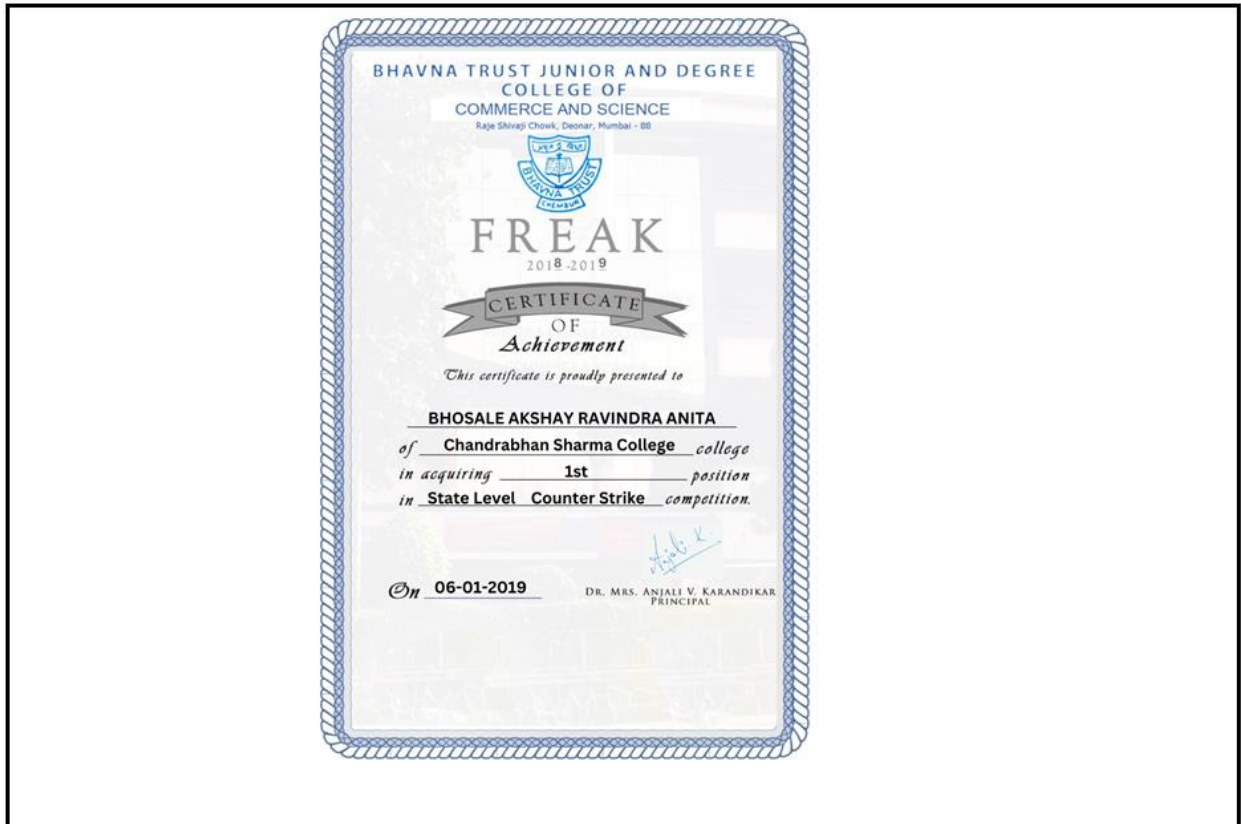 BHAVNA TRUST JUNIOR AND DEGREE
COLLEGE OF
COMMERCE AND SCIENCE
Raje Shivaji Chowk, Deonar, Mumbai - 88
BHAVNA TRUST
CHEMBUR
FREAK
2018-2019
CERTIFICATE
OF
Achievement
This certificate is proudly presented to
BHOSALE AKSHAY RAVINDRA ANITA
of Chandrabhan Sharma College college
in acquiring 1st position
in State Level Counter Strike competition.
Anjali K.
On 06-01-2019
DR. MRS. ANJALI V. KARANDIKAR
PRINCIPAL